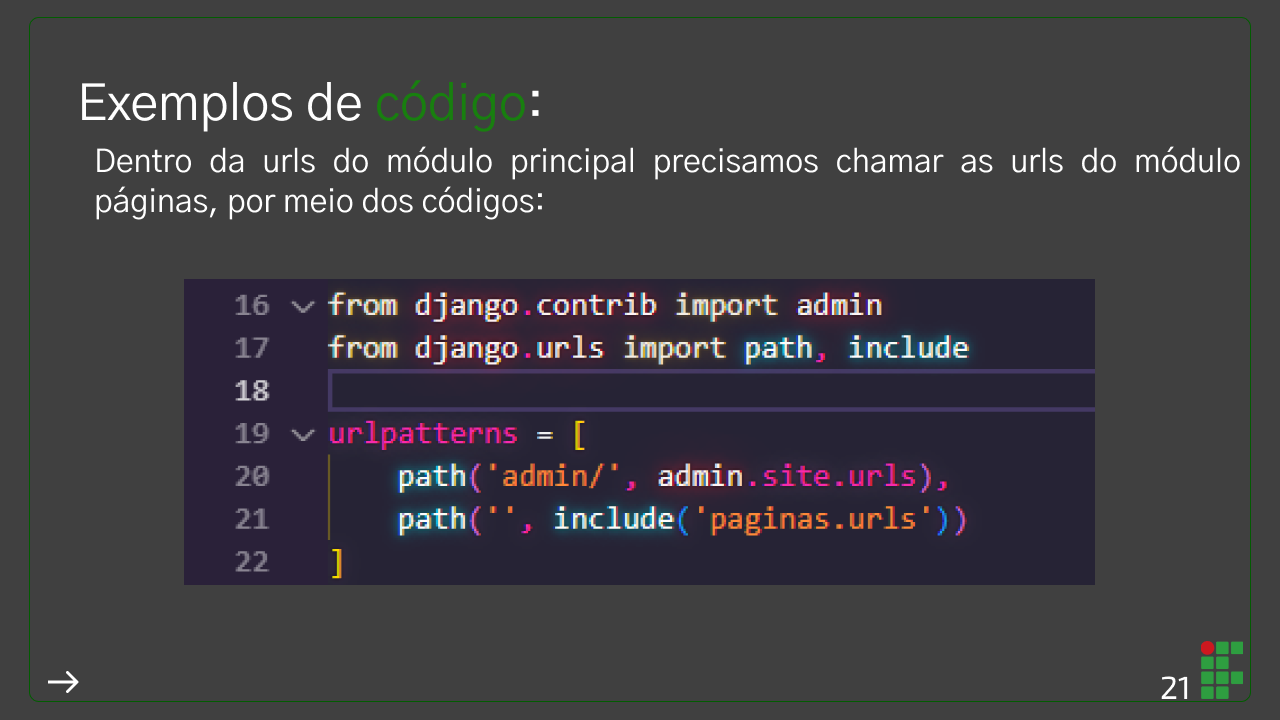 Exemplos de código:
Dentro da urls do módulo principal precisamos chamar as urls do módulo
páginas, por meio dos códigos:
16 from django.contrib import admin
17 from django.urls import path, include
18
19 urlpatterns = [
20     path('admin/', admin.site.urls),
21     path('', include('paginas.urls'))
22 ]
21